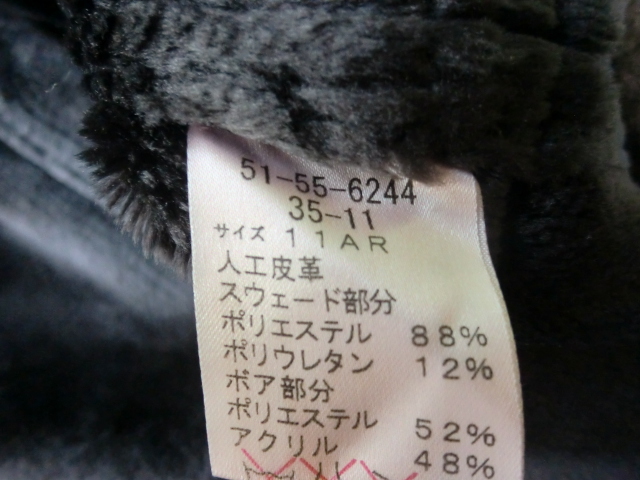 51-55-6244
35-11
サイズ 11AR
人工皮革
スウェード部分
ポリエステル 88%
ポリウレタン 12%
ボア部分
ポリエステル 52%
アクリル 48%